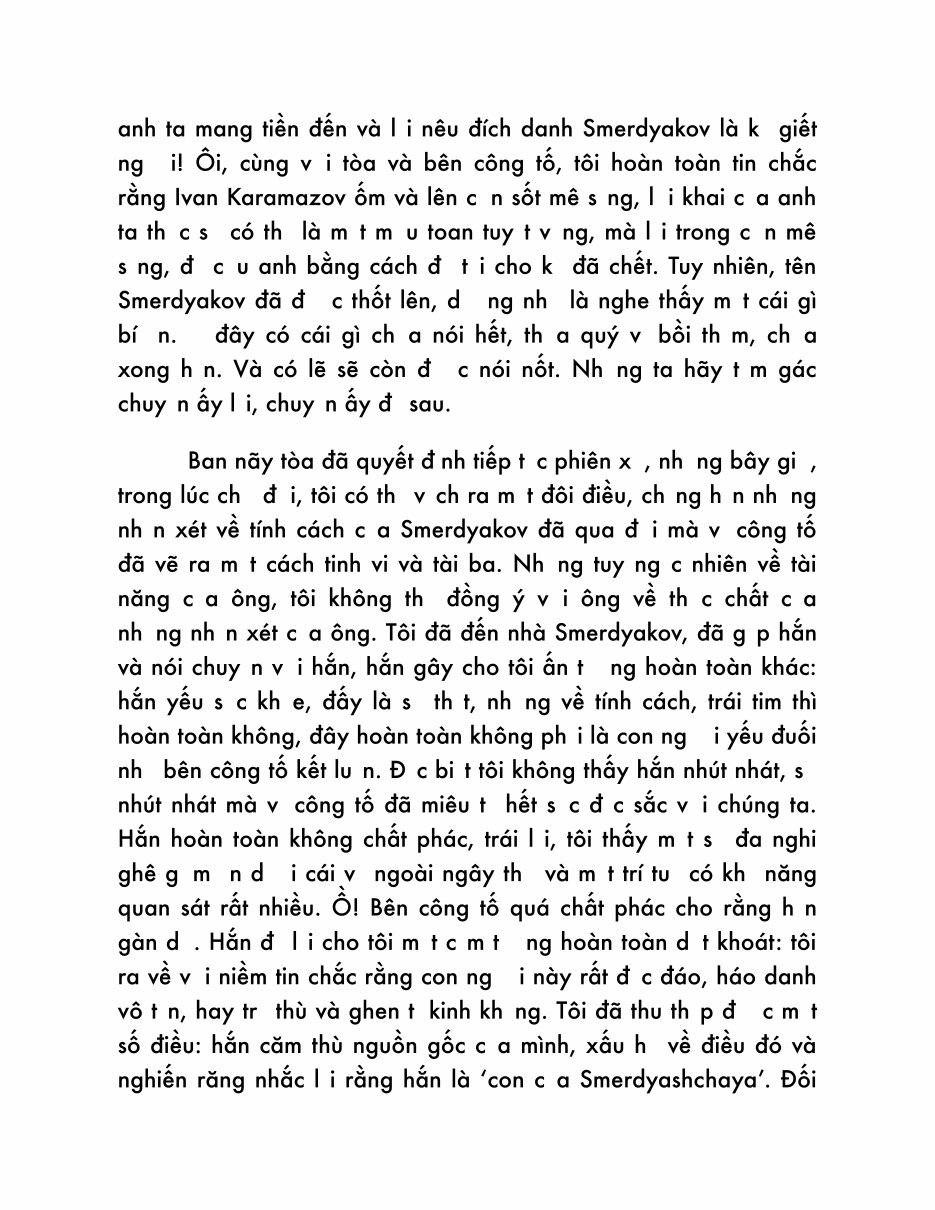 anh ta mang tiền đến và l i nêu đích danh Smerdyakov là k  giết
ng  i! Ôi, cùng v i tòa và bên công tố, tôi hoàn toàn tin chắc
rằng Ivan Karamazov ốm và lên c n sốt mê s ng, l i khai c a anh
ta th c s  có th  là m t m u toan tuy t v ng, mà l i trong c n mê
s ng, đ  c u anh bằng cách đ  t i cho k  đã chết. Tuy nhiên, tên
Smerdyakov đã đ  c thốt lên, d  ng nh  là nghe thấy m t cái gì
bí  n.   đây có cái gì ch a nói hết, th a quý v  bồi th m, ch a
xong h n. Và có lẽ sẽ còn đ  c nói nốt. Nh ng ta hãy t m gác
chuy n ấy l i, chuy n ấy đ  sau.
Ban nãy tòa đã quyết đ nh tiếp t c phiên x , nh ng bây gi ,
trong lúc ch  đ i, tôi có th  v ch ra m t đôi điều, ch ng h n nh ng
nh n xét về tính cách c a Smerdyakov đã qua đ i mà v  công tố
đã vẽ ra m t cách tinh vi và tài ba. Nh ng tuy ng c nhiên về tài
năng c a ông, tôi không th  đồng ý v i ông về th c chất c a
nh ng nh n xét c a ông. Tôi đã đến nhà Smerdyakov, đã g p hắn
và nói chuy n v i hắn, hắn gây cho tôi ấn t  ng hoàn toàn khác:
hắn yếu s c kh e, đấy là s  th t, nh ng về tính cách, trái tim thì
hoàn toàn không, đây hoàn toàn không ph i là con ng  i yếu đuối
nh  bên công tố kết lu n. Đ c bi t tôi không thấy hắn nhút nhát, s
nhút nhát mà v  công tố đã miêu t  hết s c đ c sắc v i chúng ta.
Hắn hoàn toàn không chất phác, trái l i, tôi thấy m t s  đa nghi
ghê g m  n d  i cái v  ngoài ngây th  và m t trí tu  có kh  năng
quan sát rất nhiều. Ồ! Bên công tố quá chất phác cho rằng h n
gàn d . Hắn đ  l i cho tôi m t c m t  ng hoàn toàn d t khoát: tôi
ra về v i niềm tin chắc rằng con ng  i này rất đ c đáo, háo danh
vô t n, hay tr  thù và ghen t  kinh kh ng. Tôi đã thu th p đ  c m t
số điều: hắn căm thù nguồn gốc c a mình, xấu h  về điều đó và
nghiến răng nhắc l i rằng hắn là ‘con c a Smerdyashchaya’. Đối